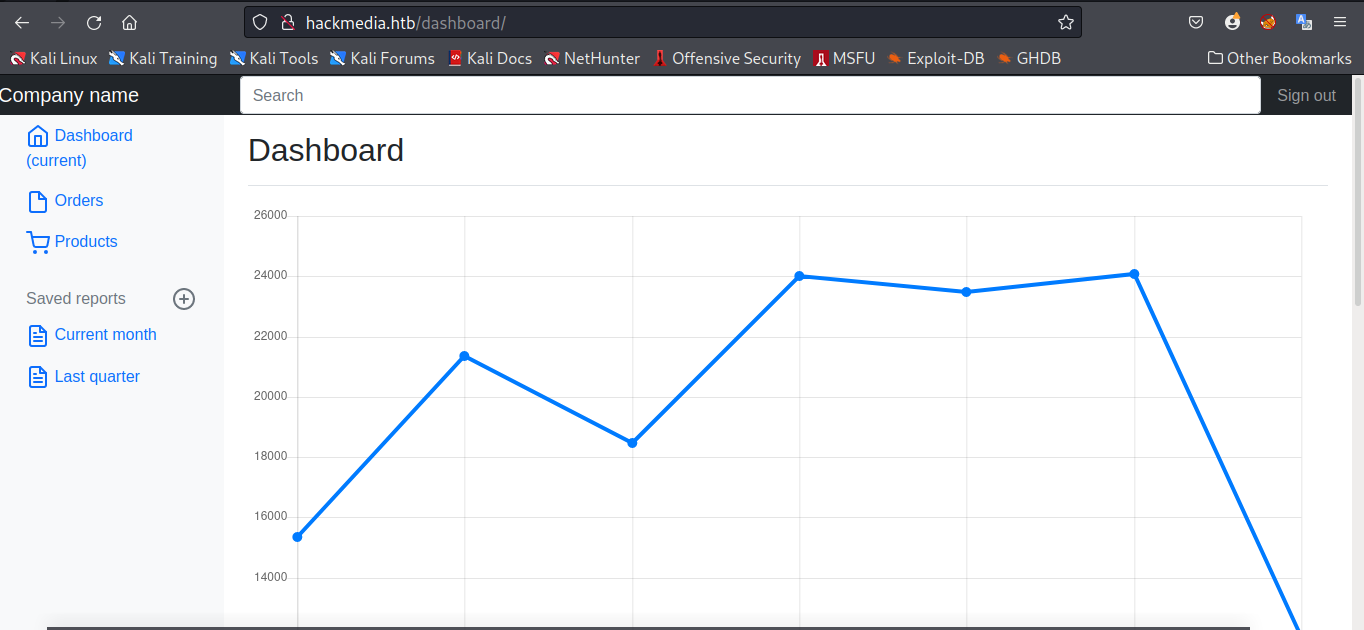 hackmedia.htb/dashboard/
Kali Linux Kali Training Kali Tools Kali Forums Kali Docs NetHunter Offensive Security MSFU Exploit-DB GHDB Other Bookmarks
Company name Search Sign out
Dashboard
(current)
Orders
Products
Saved reports
Current month
Last quarter
Dashboard
26000
24000
22000
20000
18000
16000
14000